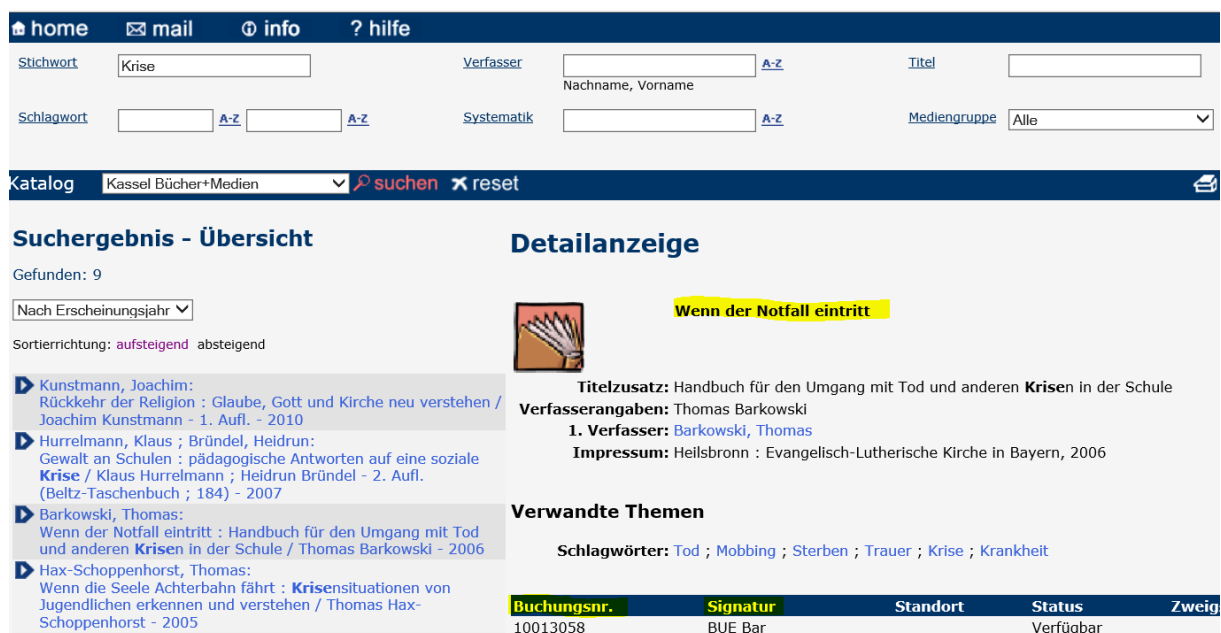 home mail info ? hilfe
Stichwort Krise Verfasser A-Z Titel
Nachname, Vorname
Schlagwort A-Z A-Z Systematik A-Z Mediengruppe Alle
Katalog Kassel Bücher+Medien suchen reset
Suchergebnis - Übersicht
Gefunden: 9
Nach Erscheinungsjahr
Sortierrichtung: aufsteigend absteigend
Kunstmann, Joachim:
Rückkehr der Religion : Glaube, Gott und Kirche neu verstehen /
Joachim Kunstmann - 1. Aufl. - 2010
Hurrelmann, Klaus ; Bründel, Heidrun:
Gewalt an Schulen : pädagogische Antworten auf eine soziale
Krise / Klaus Hurrelmann ; Heidrun Bründel - 2. Aufl.
(Beltz-Taschenbuch ; 184) - 2007
Barkowski, Thomas:
Wenn der Notfall eintritt : Handbuch für den Umgang mit Tod
und anderen Krisen in der Schule / Thomas Barkowski - 2006
Hax-Schoppenhorst, Thomas:
Wenn die Seele Achterbahn fährt : Krisensituationen von
Jugendlichen erkennen und verstehen / Thomas Hax-
Schoppenhorst - 2005
Detailanzeige
Wenn der Notfall eintritt
Titelzusatz: Handbuch für den Umgang mit Tod und anderen Krisen in der Schule
Verfasserangaben: Thomas Barkowski
1. Verfasser: Barkowski, Thomas
Impressum: Heilsbronn : Evangelisch-Lutherische Kirche in Bayern, 2006
Verwandte Themen
Schlagwörter: Tod ; Mobbing ; Sterben ; Trauer ; Krise ; Krankheit
Buchungsnr. Signatur Standort Status Zweigs
10013058 BUE Bar Verfügbar